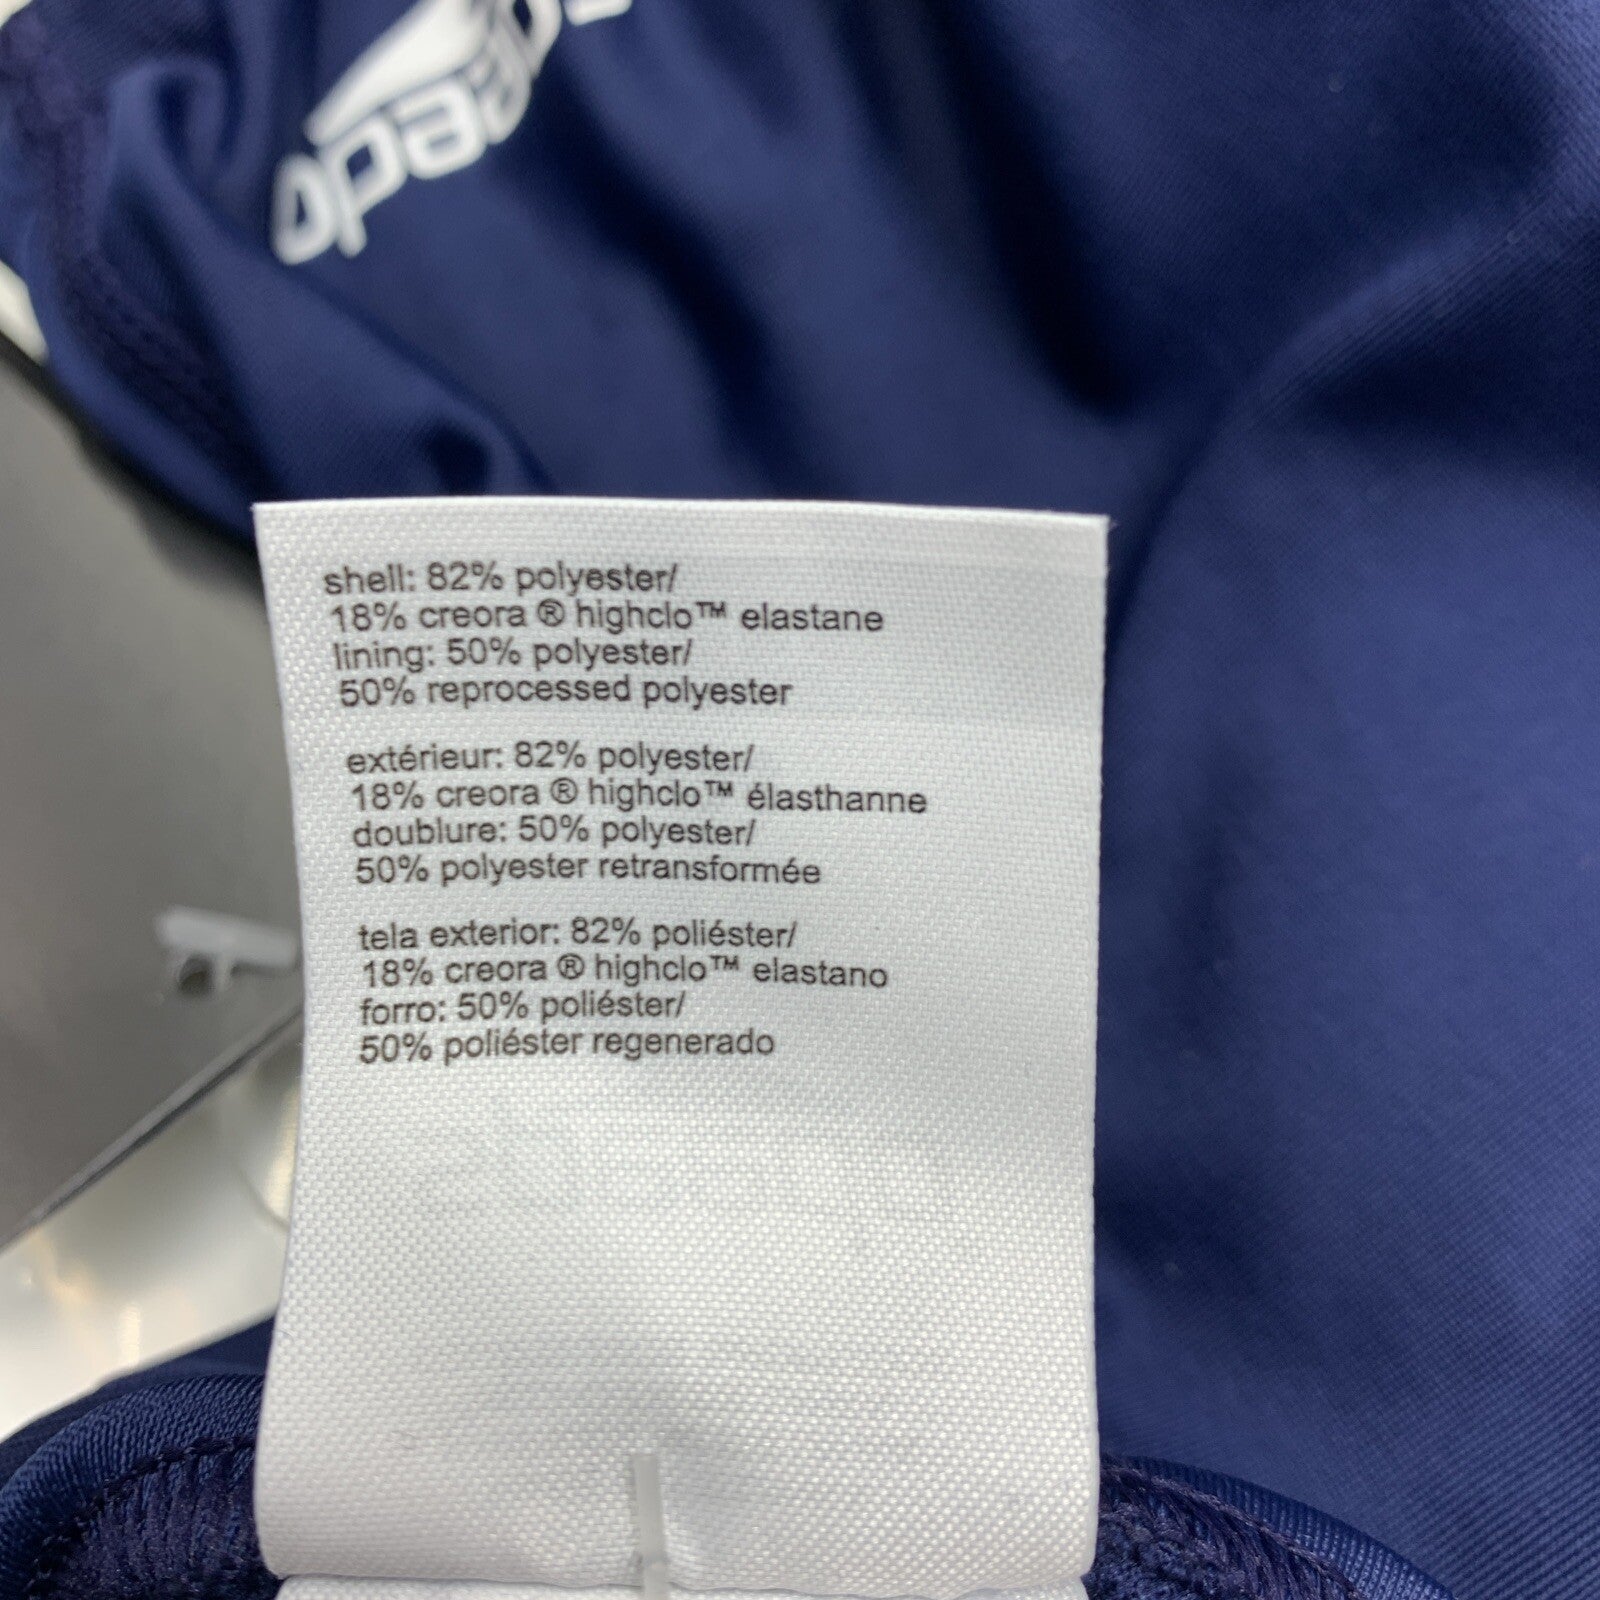 speedo
shell: 82% polyester/
18% creora ® highclo™ elastane
lining: 50% polyester/
50% reprocessed polyester
extérieur: 82% polyester/
18% creora ® highclo™ élasthanne
doublure: 50% polyester/
50% polyester retransformée
tela exterior: 82% poliéster/
18% creora ® highclo™ elastano
forro: 50% poliéster/
50% poliéster regenerado